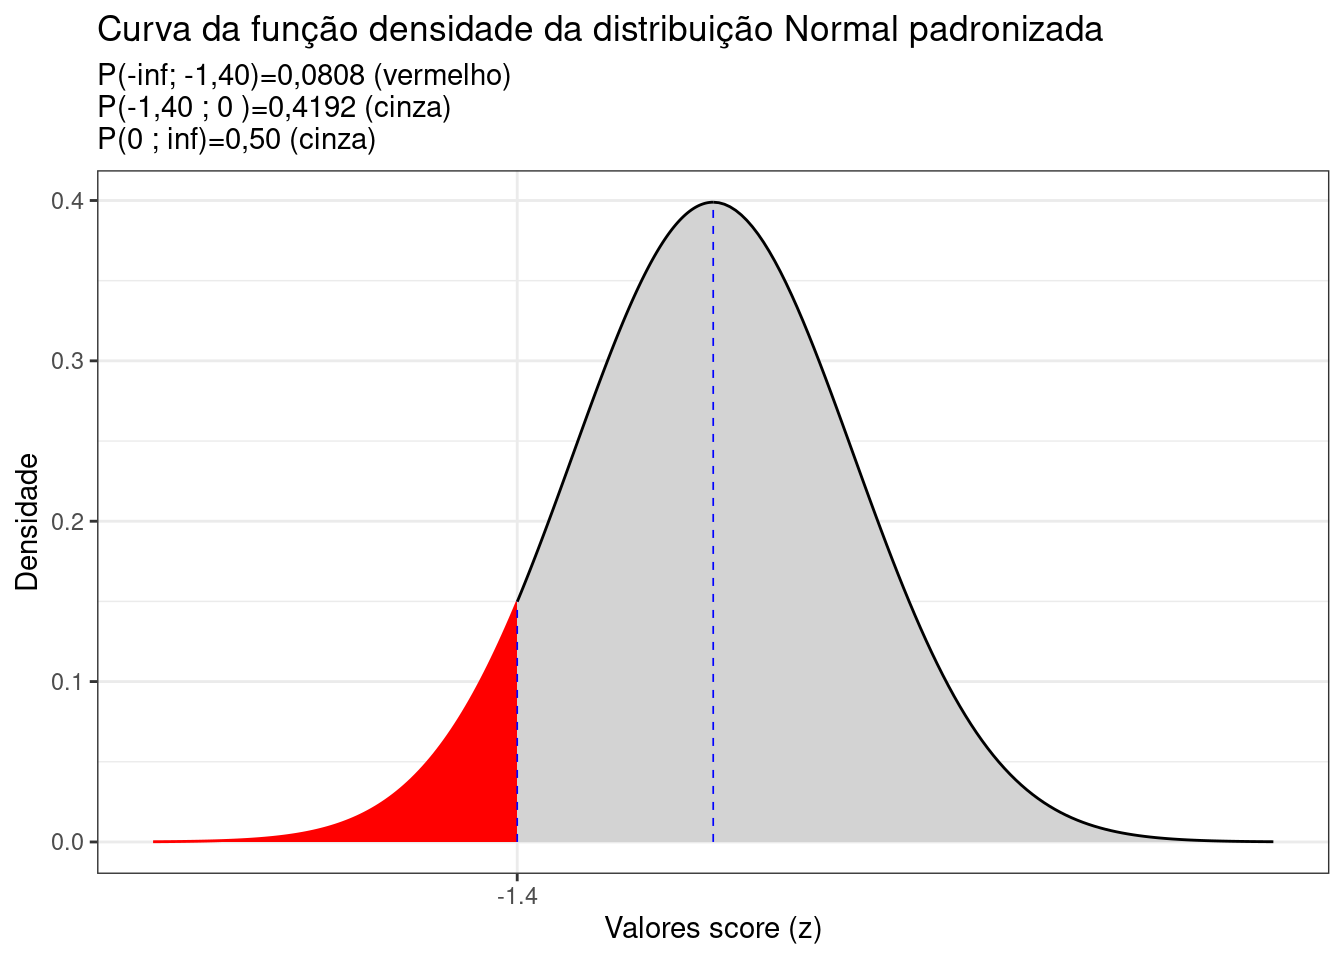 Curva da função densidade da distribuição Normal padronizada
P(-inf; -1,40)=0,0808 (vermelho)
P(-1,40 ; 0 )=0,4192 (cinza)
P(0 ; inf)=0,50 (cinza)
0.4
0.3
0.2
0.1
0.0
Densidade
-1.4
Valores score (z)